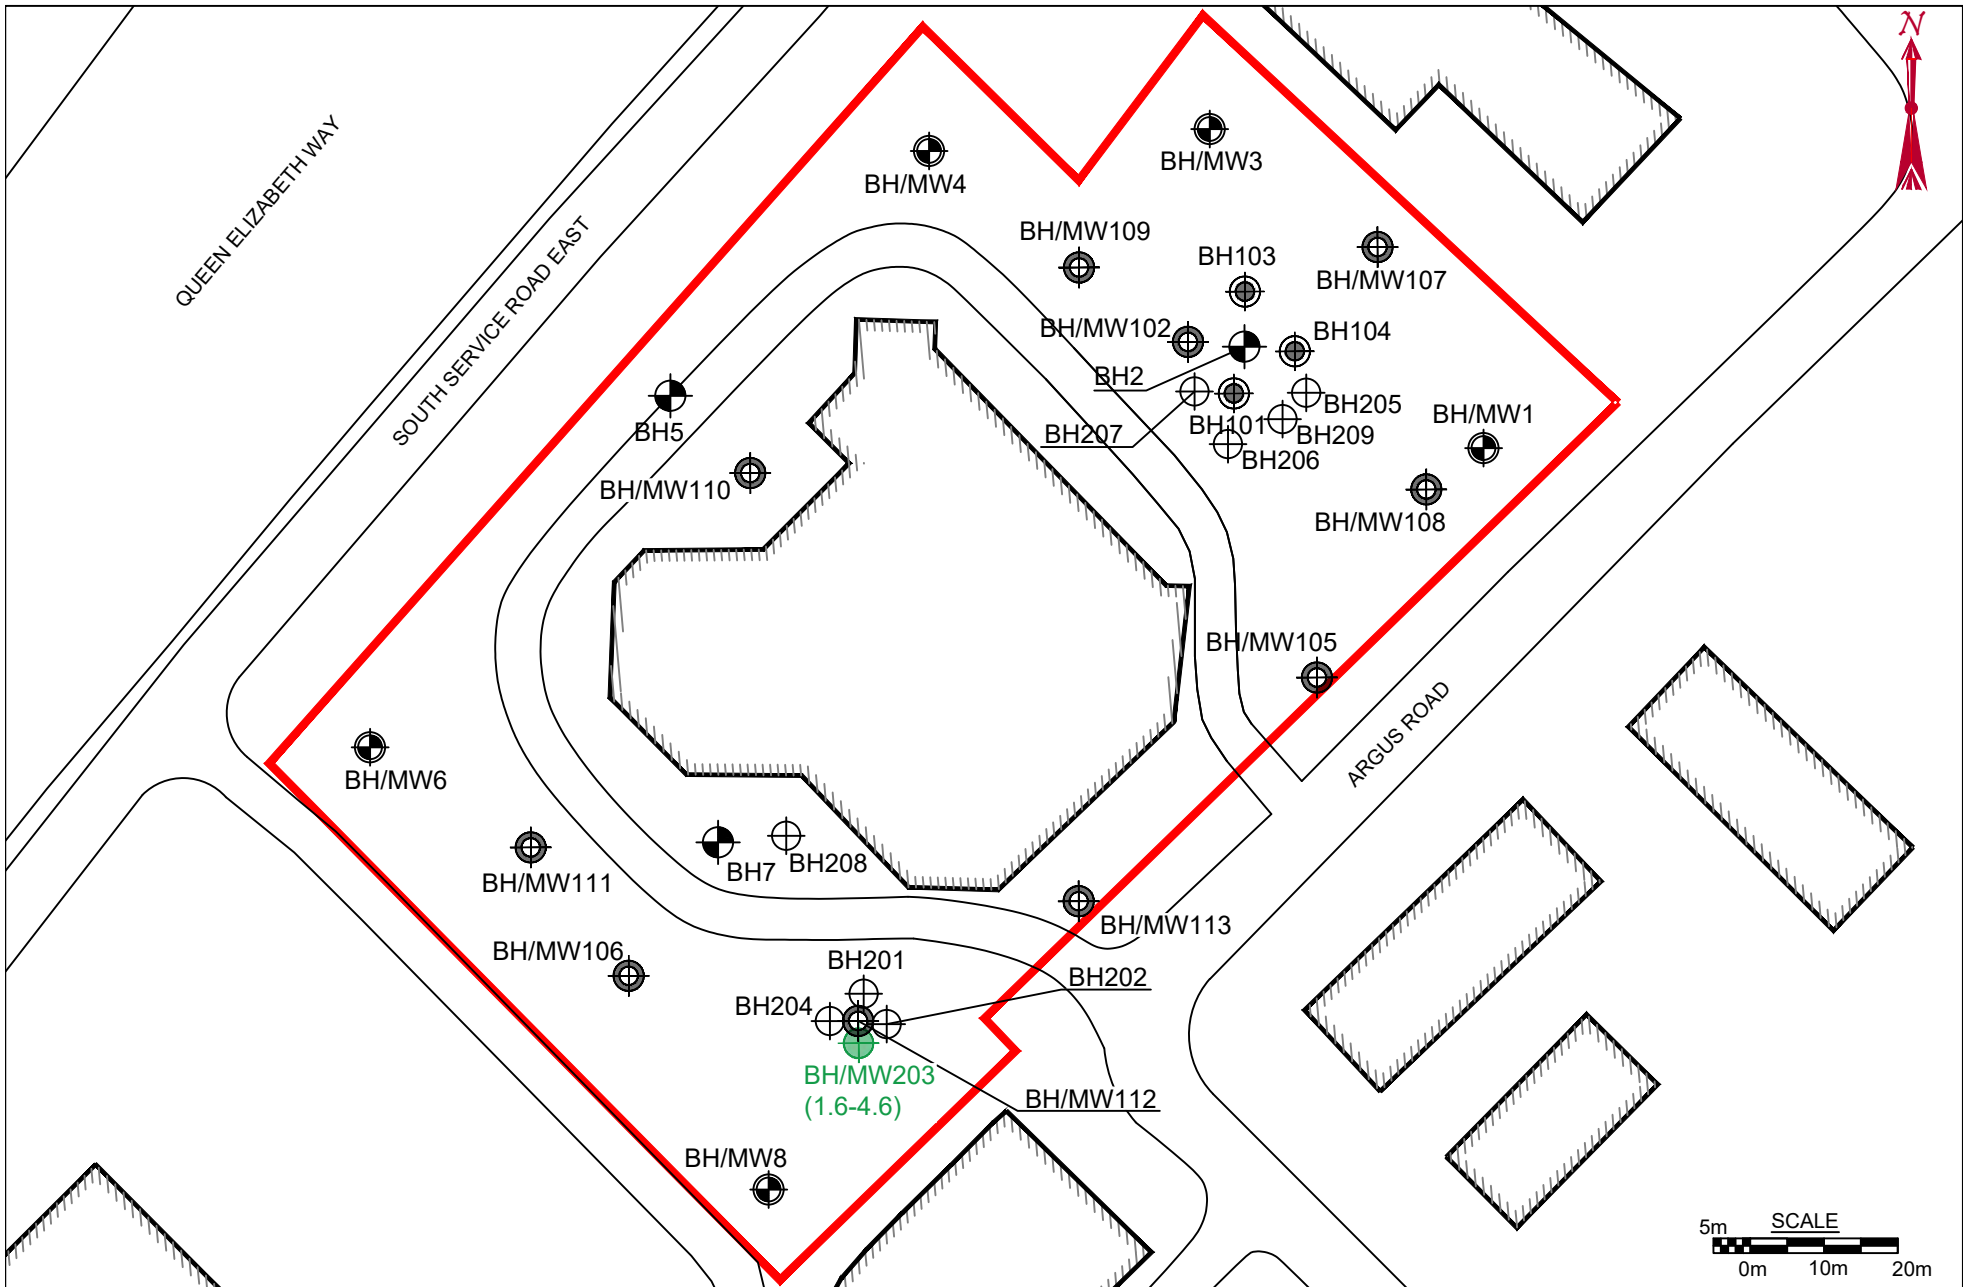 N
QUEEN ELIZABETH WAY
SOUTH SERVICE ROAD EAST
BH/MW4
BH/MW3
BH/MW109
BH103
BH/MW107
BH/MW102
BH104
BH2
BH205
BH/MW1
BH101
BH207
BH209
BH206
BH5
BH/MW110
BH/MW108
BH/MW105
ARGUS ROAD
BH/MW6
BH7
BH208
BH/MW111
BH/MW113
BH/MW106
BH201
BH202
BH204
BH/MW203
(1.6-4.6)
BH/MW112
BH/MW8
5m SCALE
0m 10m 20m